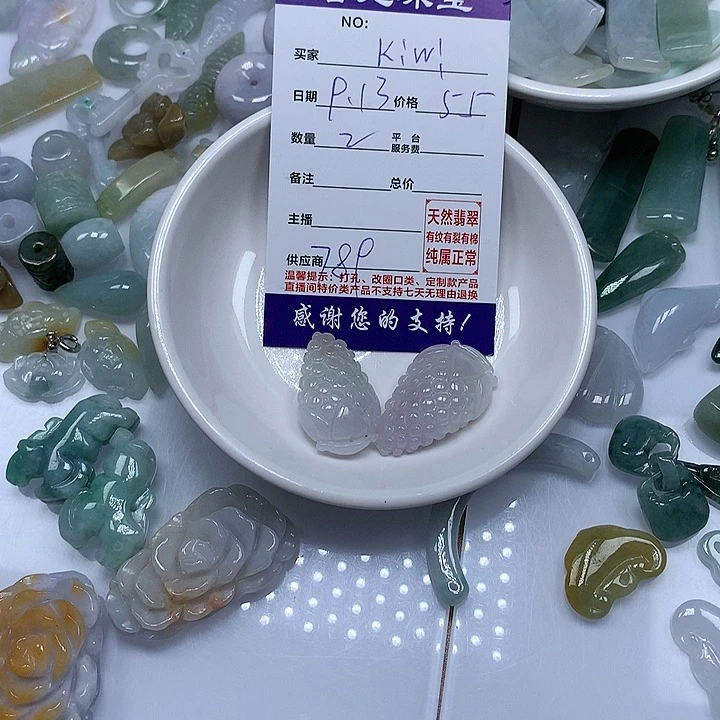 NO:
买家 Kiwi
日期 9.13 价格 55
数量 2 平台服务费
备注 总价
主播
天然翡翠
有纹有裂有棉
纯属正常
供应商 789
温馨提示:打孔、改圈口类、定制款产品
直播间特价类产品不支持七天无理由退换
感谢您的支持!